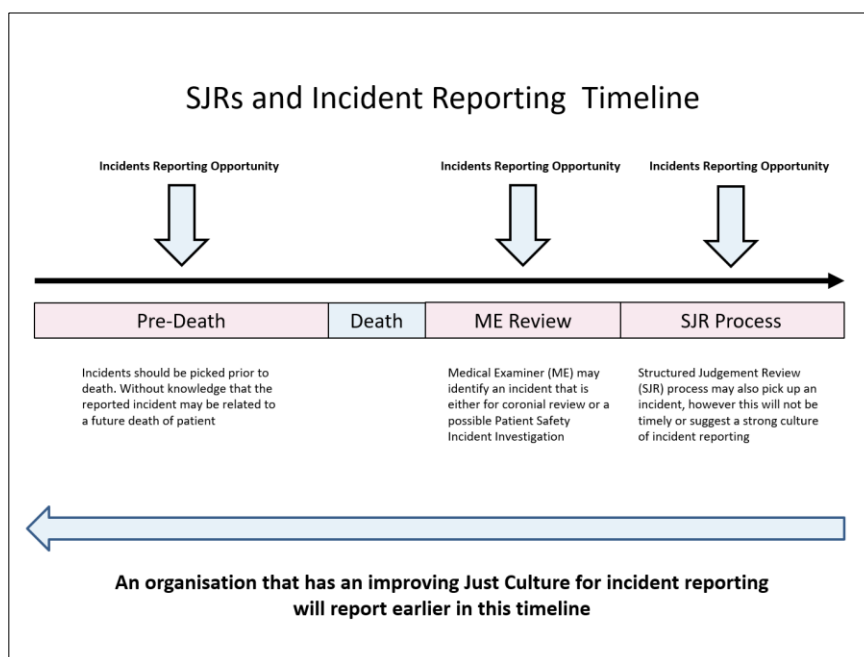 SJRs and Incident Reporting Timeline
Incidents Reporting Opportunity
Incidents Reporting Opportunity
Incidents Reporting Opportunity
Pre-Death
Death
ME Review
SJR Process
Incidents should be picked prior to
death. Without knowledge that the
reported incident may be related to
a future death of patient
Medical Examiner (ME) may
identify an incident that is
either for coronial review or a
possible Patient Safety
Incident Investigation
Structured Judgement Review
(SJR) process may also pick up an
incident, however this will not be
timely or suggest a strong culture
of incident reporting
An organisation that has an improving Just Culture for incident reporting
will report earlier in this timeline